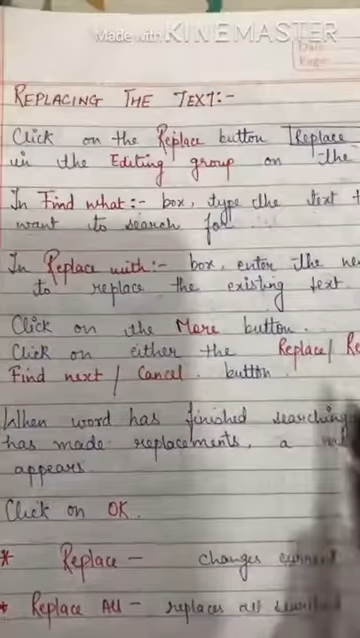 Made with KINEMASTER
Date
Page
REPLACING THE TEXT:-
Click on the Replace button Replace
in the Editing group on the
In Find what:- box, type the text
want to search for
In Replace with:- box, enter the
to replace the existing text.
Click on the More button.
Click on either the Replace/
Find next / Cancel. button.
When word has finished searching
has made replacements, a
appears
Click on OK.
* Replace - changes current
* Replace All - replaces all